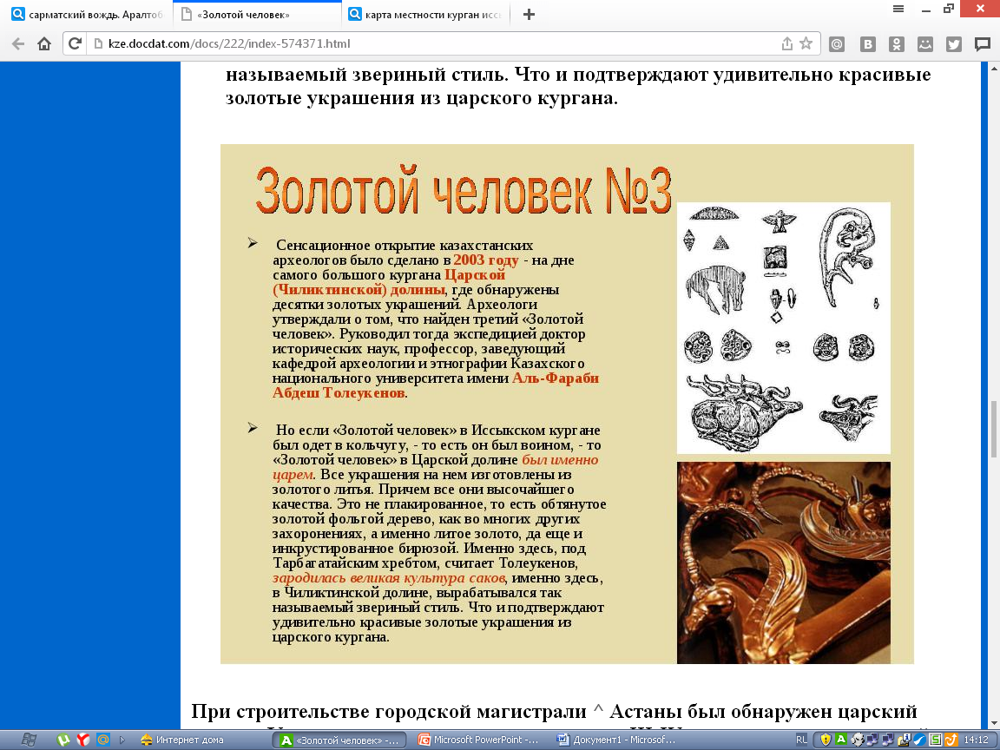 сарматский вождь. Аралтоб
«Золотой человек»
карта местности курган исс
kze.docdat.com/docs/222/index-574371.html
называемый звериный стиль. Что и подтверждают удивительно красивые
золотые украшения из царского кургана.
Золотой человек №3
Сенсационное открытие казахстанских
археологов было сделано в 2003 году - на дне
самого большого кургана Царской
(Чиликтинской) долины, где обнаружены
десятки золотых украшений. Археологи
утверждали о том, что найден третий «Золотой
человек». Руководил тогда экспедицией доктор
исторических наук, профессор, заведующий
кафедрой археологии и этнографии Казахского
национального университета имени Аль-Фараби
Абдеш Толеукенов.
Но если «Золотой человек» в Иссыкском кургане
был одет в кольчугу, - то есть он был воином, - то
«Золотой человек» в Царской долине был именно
царем. Все украшения на нем изготовлены из
золотого литья. Причем все они высочайшего
качества. Это не плакированное, то есть обтянутое
золотой фольгой дерево, как во многих других
захоронениях, а именно литое золото, да еще и
инкрустированное бирюзой. Именно здесь, под
Тарбагатайским хребтом, считает Толеукенов,
зародилась великая культура саков, именно здесь,
в Чиликтинской долине, вырабатывался так
называемый звериный стиль. Что и подтверждают
удивительно красивые золотые украшения из
царского кургана.
При строительстве городской магистрали ^ Астаны был обнаружен царский
Интернет дома
«Золотой человек» -...
Microsoft PowerPoint -...
Документ1 - Microsof...
RL
14:12